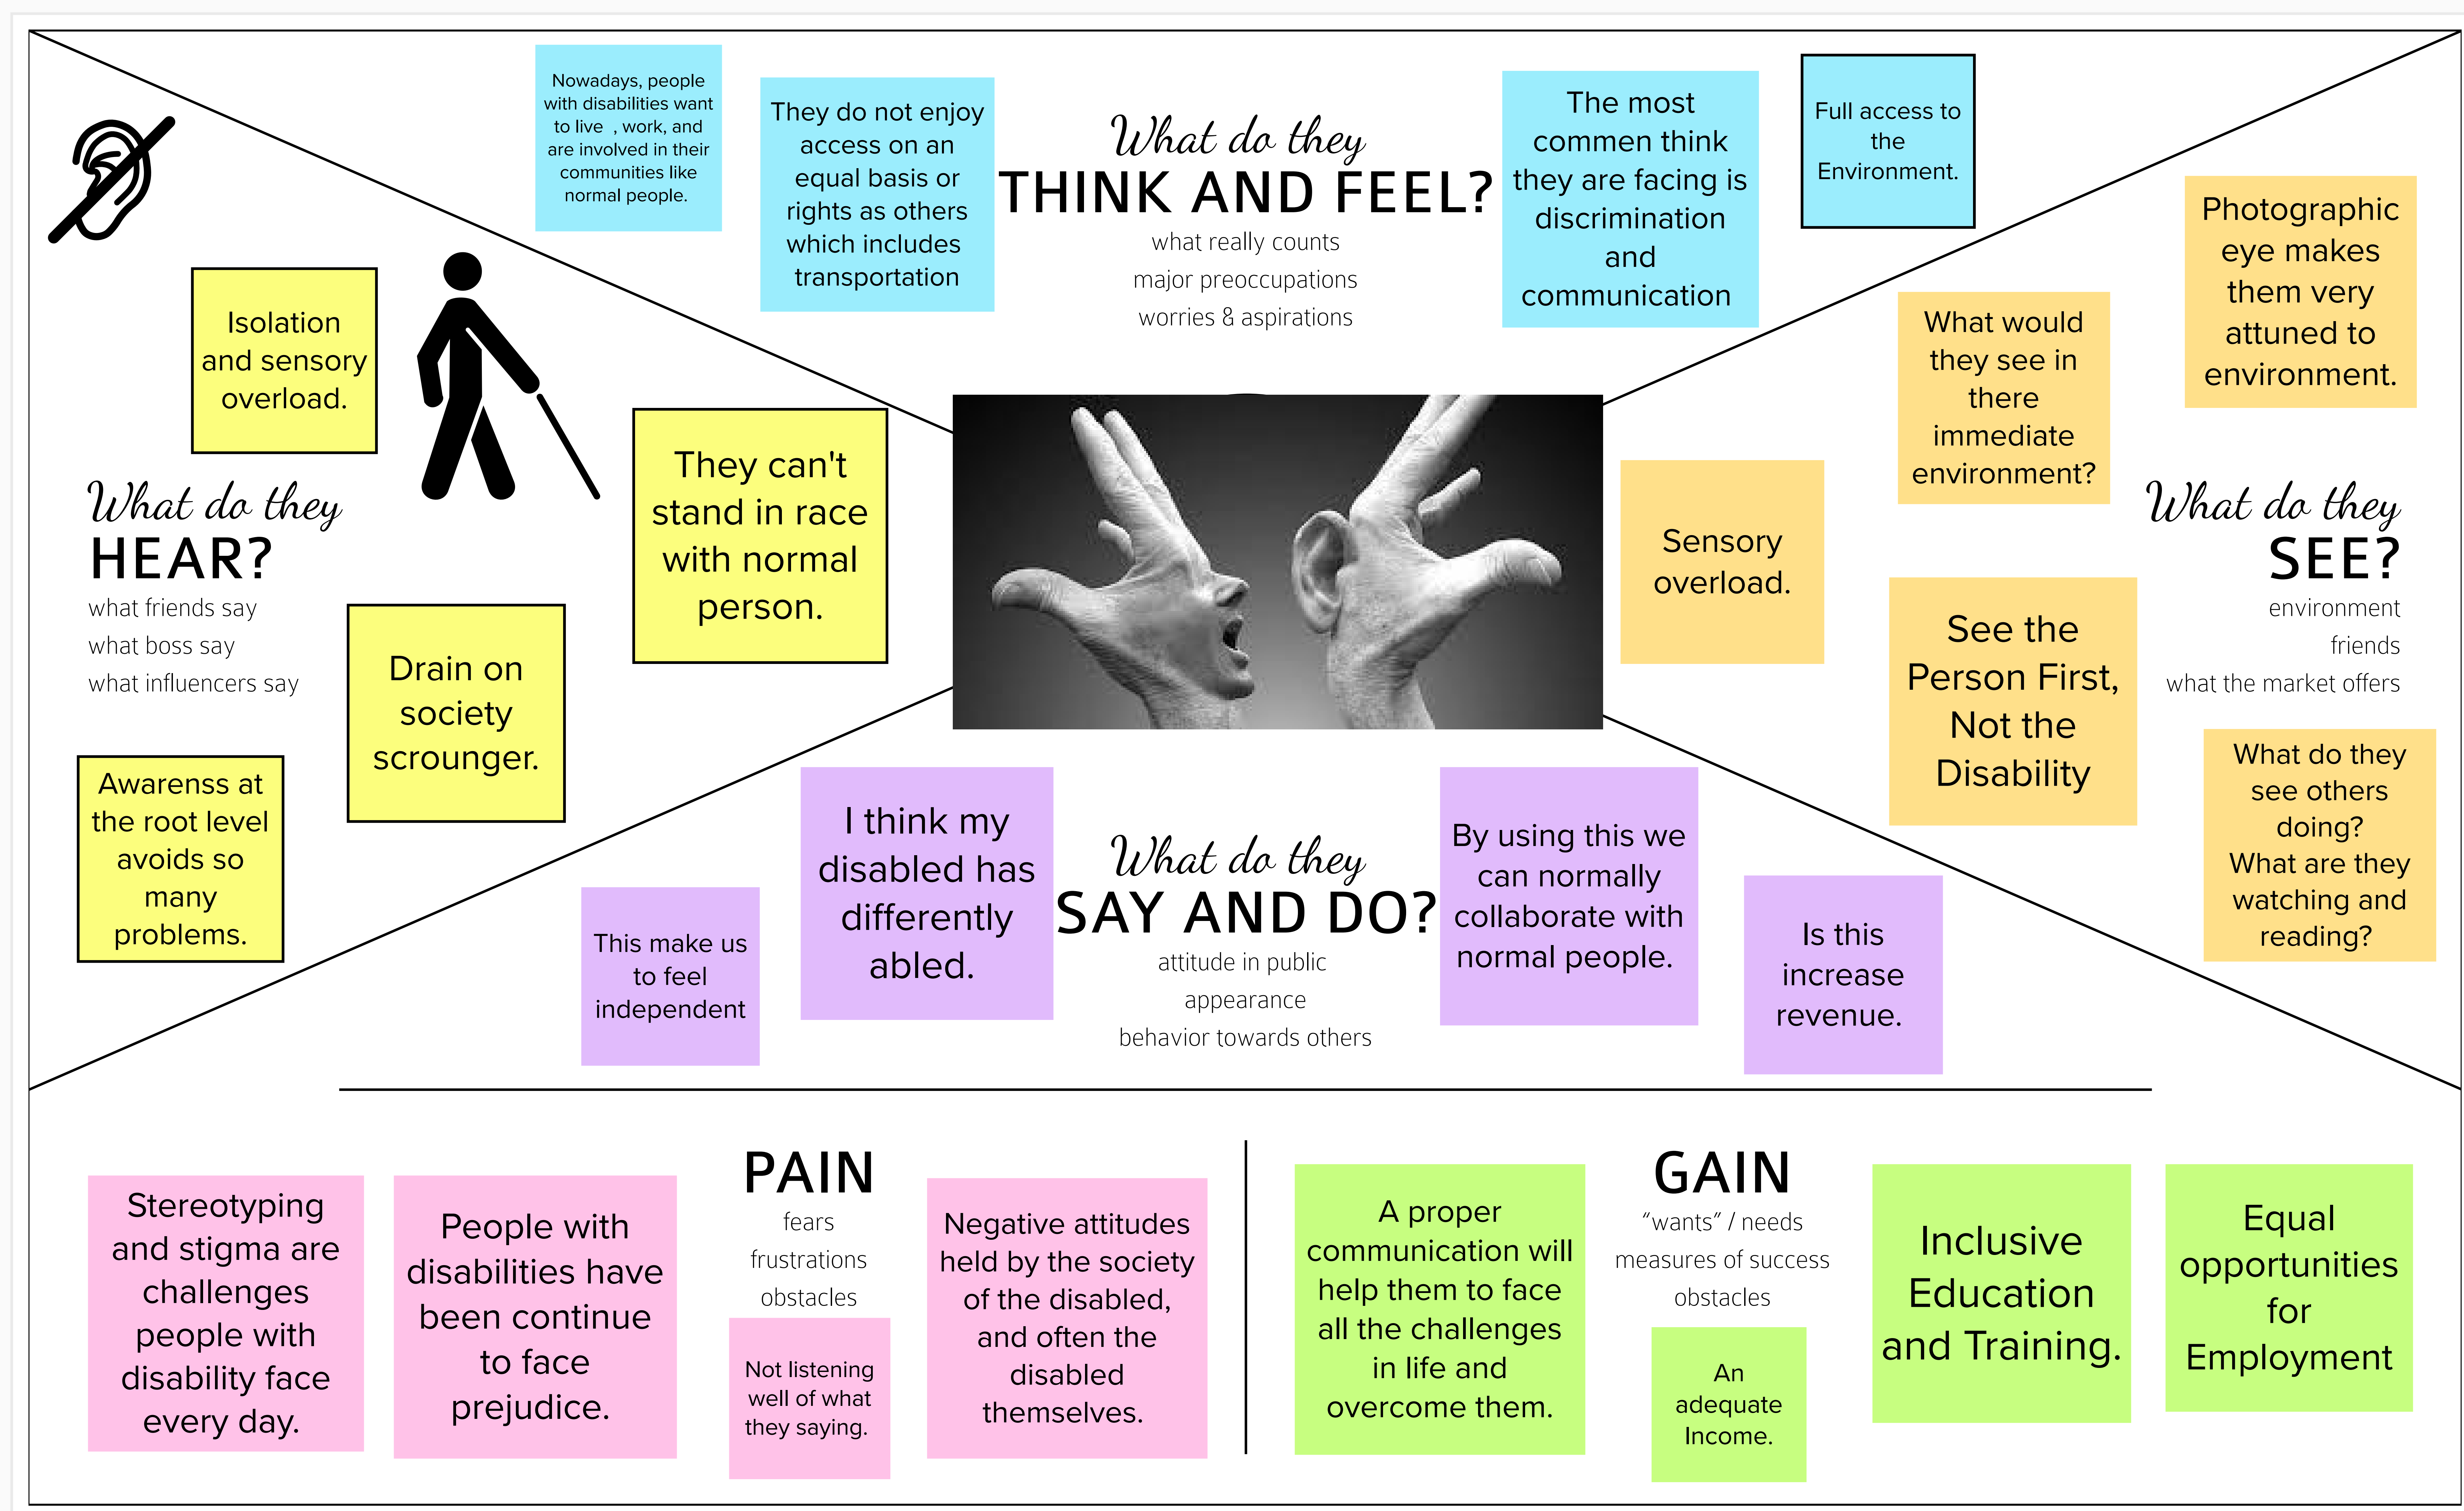 Nowadays, people
with disabilities want
to live , work, and
are involved in their
communities like
normal people.
They do not enjoy
access on an
equal basis or
rights as others
which includes
transportation
What do they
THINK AND FEEL?
what really counts
major preoccupations
worries & aspirations
The most
commen think
they are facing is
discrimination
and
communication
Full access to
the
Environment.
Isolation
and sensory
overload.
They can't
stand in race
with normal
person.
What do they
HEAR?
what friends say
what boss say
what influencers say
Drain on
society
scrounger.
Awarenss at
the root level
avoids so
many
problems.
Photographic
eye makes
them very
attuned to
environment.
What would
they see in
there
immediate
environment?
Sensory
overload.
What do they
SEE?
environment
friends
what the market offers
See the
Person First,
Not the
Disability
What do they
see others
doing?
What are they
watching and
reading?
This make us
to feel
independent
I think my
disabled has
differently
abled.
What do they
SAY AND DO?
attitude in public
appearance
behavior towards others
By using this we
can normally
collaborate with
normal people.
Is this
increase
revenue.
Stereotyping
and stigma are
challenges
people with
disability face
every day.
People with
disabilities have
been continue
to face
prejudice.
PAIN
fears
frustrations
obstacles
Not listening
well of what
they saying.
Negative attitudes
held by the society
of the disabled,
and often the
disabled
themselves.
A proper
communication will
help them to face
all the challenges
in life and
overcome them.
GAIN
“wants” / needs
measures of success
obstacles
An
adequate
Income.
Inclusive
Education
and Training.
Equal
opportunities
for
Employment